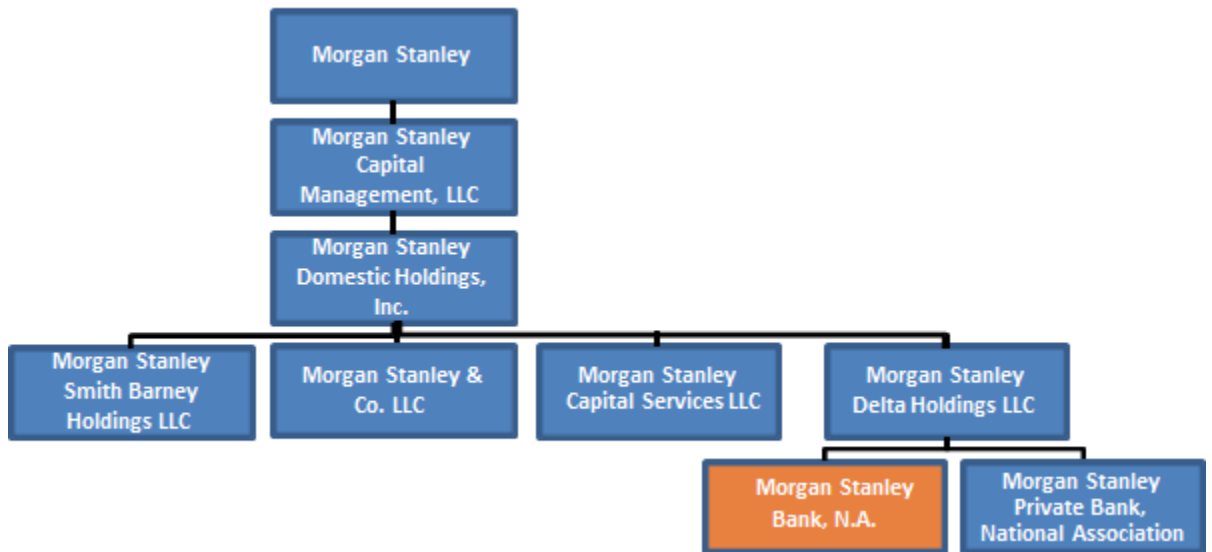 Morgan Stanley
Morgan Stanley
Capital
Management, LLC
Morgan Stanley
Domestic Holdings,
Inc.
Morgan Stanley
Smith Barney
Holdings LLC
Morgan Stanley &
Co. LLC
Morgan Stanley
Capital Services LLC
Morgan Stanley
Delta Holdings LLC
Morgan Stanley
Bank, N.A.
Morgan Stanley
Private Bank,
National Association